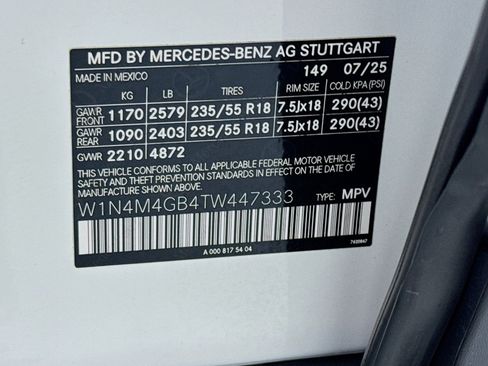 MFD BY MERCEDES-BENZ AG STUTTGART
MADE IN MEXICO 149 07/25
KG LB TIRES RIM SIZE COLD KPA(PSI)
GAWR FRONT 1170 2579 235/55 R18 7.5Jx18 290(43)
GAWR REAR 1090 2403 235/55 R18 7.5Jx18 290(43)
GVWR 2210 4872
THIS VEHICLE CONFORMS TO ALL APPLICABLE FEDERAL MOTOR VEHICLE
SAFETY AND THEFT PREVENTION STANDARDS IN EFFECT ON THE DATE OF
MANUFACTURE SHOWN ABOVE.
W1N4M4GB4TW447333 TYPE: MPV
A 000 817 54 04 7420847